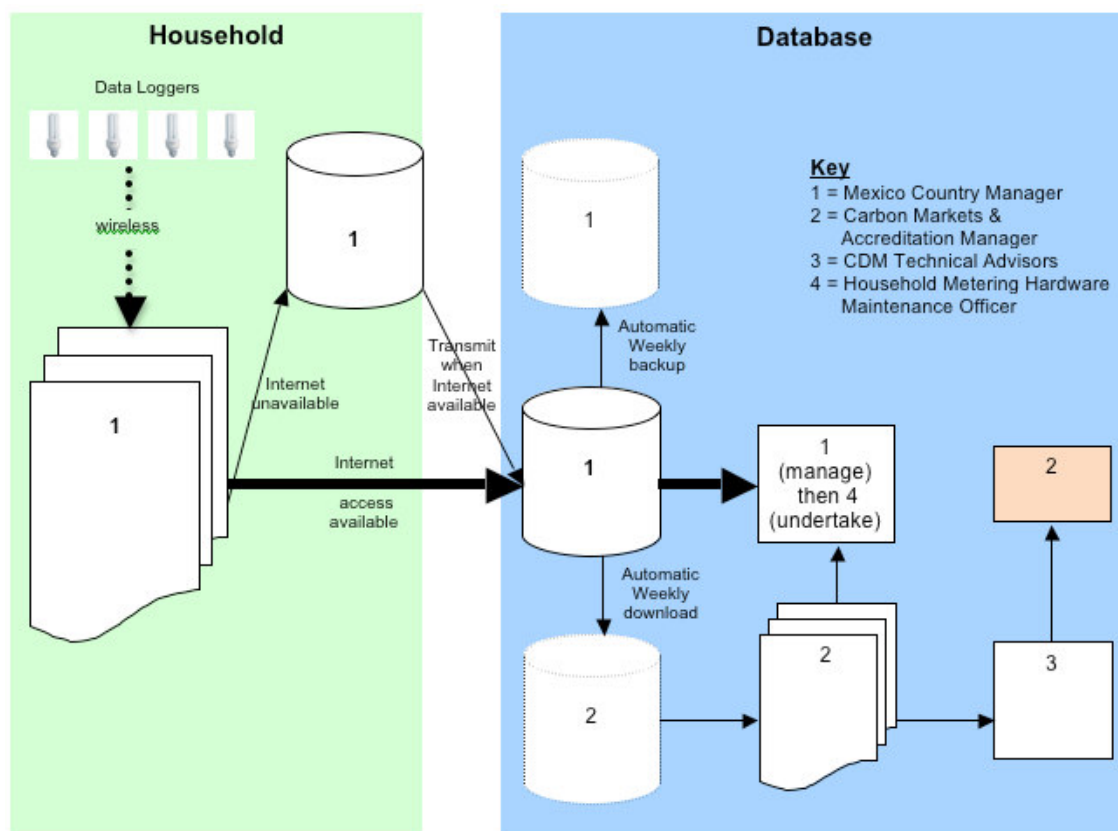 Household
Data Loggers
wireless
1
1
Internet
unavailable
Transmit
when
Internet
available
Internet
access
available
Database
1
Automatic
Weekly
backup
1
Automatic
Weekly
download
2
Key
1 = Mexico Country Manager
2 = Carbon Markets &
Accreditation Manager
3 = CDM Technical Advisors
4 = Household Metering Hardware
Maintenance Officer
1
(manage)
then 4
(undertake)
2
2
3